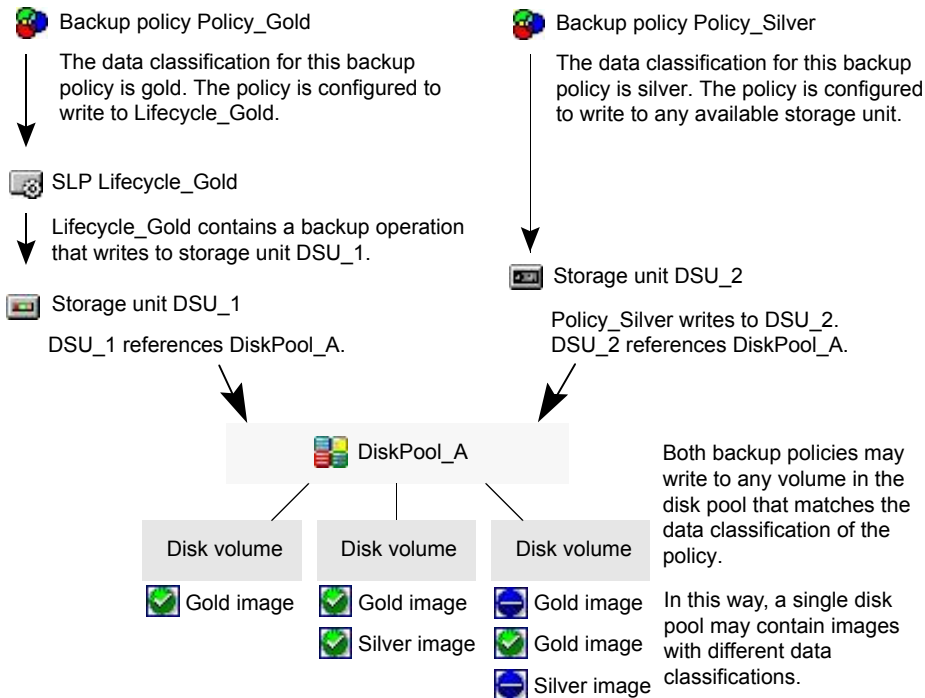 Backup policy Policy_Gold
The data classification for this backup
policy is gold. The policy is configured to
write to Lifecycle_Gold.
SLP Lifecycle_Gold
Lifecycle_Gold contains a backup operation
that writes to storage unit DSU_1.
Storage unit DSU_1
DSU_1 references DiskPool_A.
Backup policy Policy_Silver
The data classification for this backup
policy is silver. The policy is configured
to write to any available storage unit.
Storage unit DSU_2
Policy_Silver writes to DSU_2.
DSU_2 references DiskPool_A.
DiskPool_A
Disk volume
Gold image
Disk volume
Gold image
Silver image
Disk volume
Gold image
Gold image
Silver image
Both backup policies may
write to any volume in the
disk pool that matches the
data classification of the
policy.
In this way, a single disk
pool may contain images
with different data
classifications.